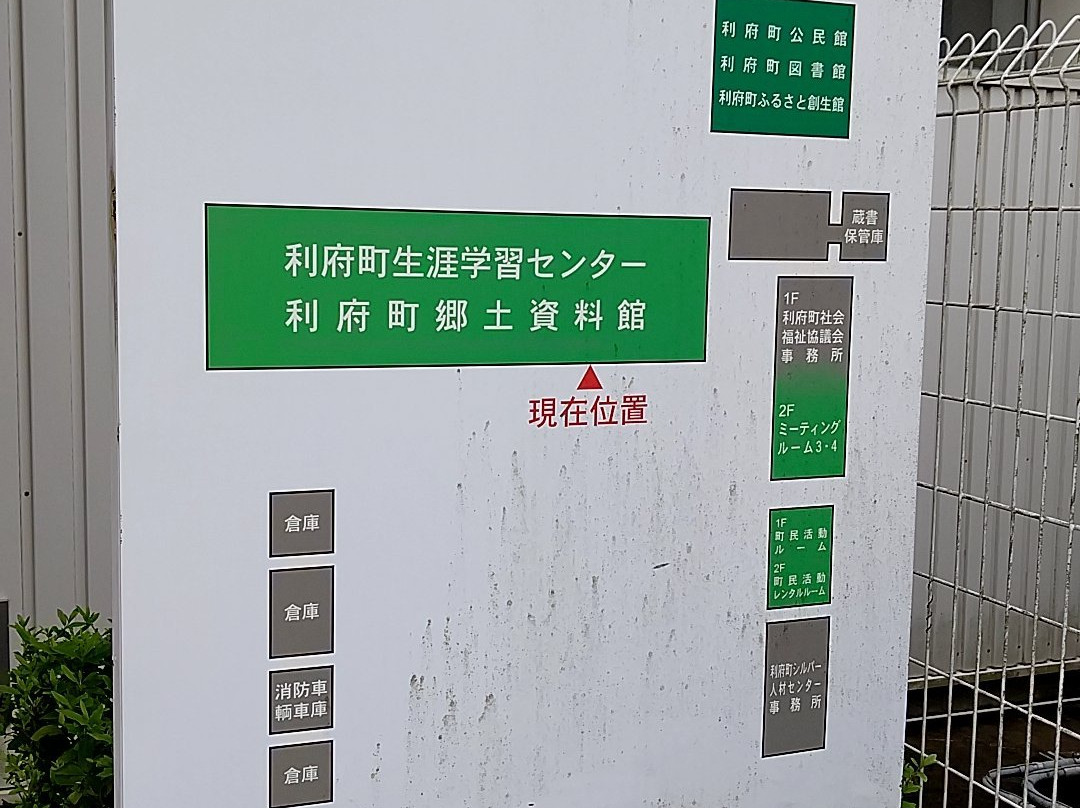 利府町公民館
利府町図書館
利府町ふるさと創生館
利府町生涯学習センター
利府町郷土資料館
現在位置
蔵書
保管庫
1F
利府町社会
福祉協議会
事務所
2F
ミーティング
ルーム3・4
1F
町民活動
ルーム
2F
町民活動
レンタルルーム
利府町シルバー
人材センター
事務所
倉庫
倉庫
消防車
輌車庫
倉庫